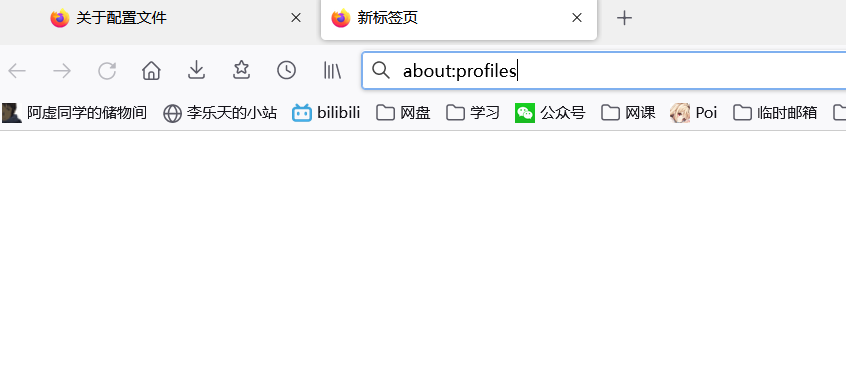 关于配置文件 新标签页
about:profiles
阿虚同学的储物间 李乐天的小站 bilibili 网盘 学习 公众号 网课 Poi 临时邮箱